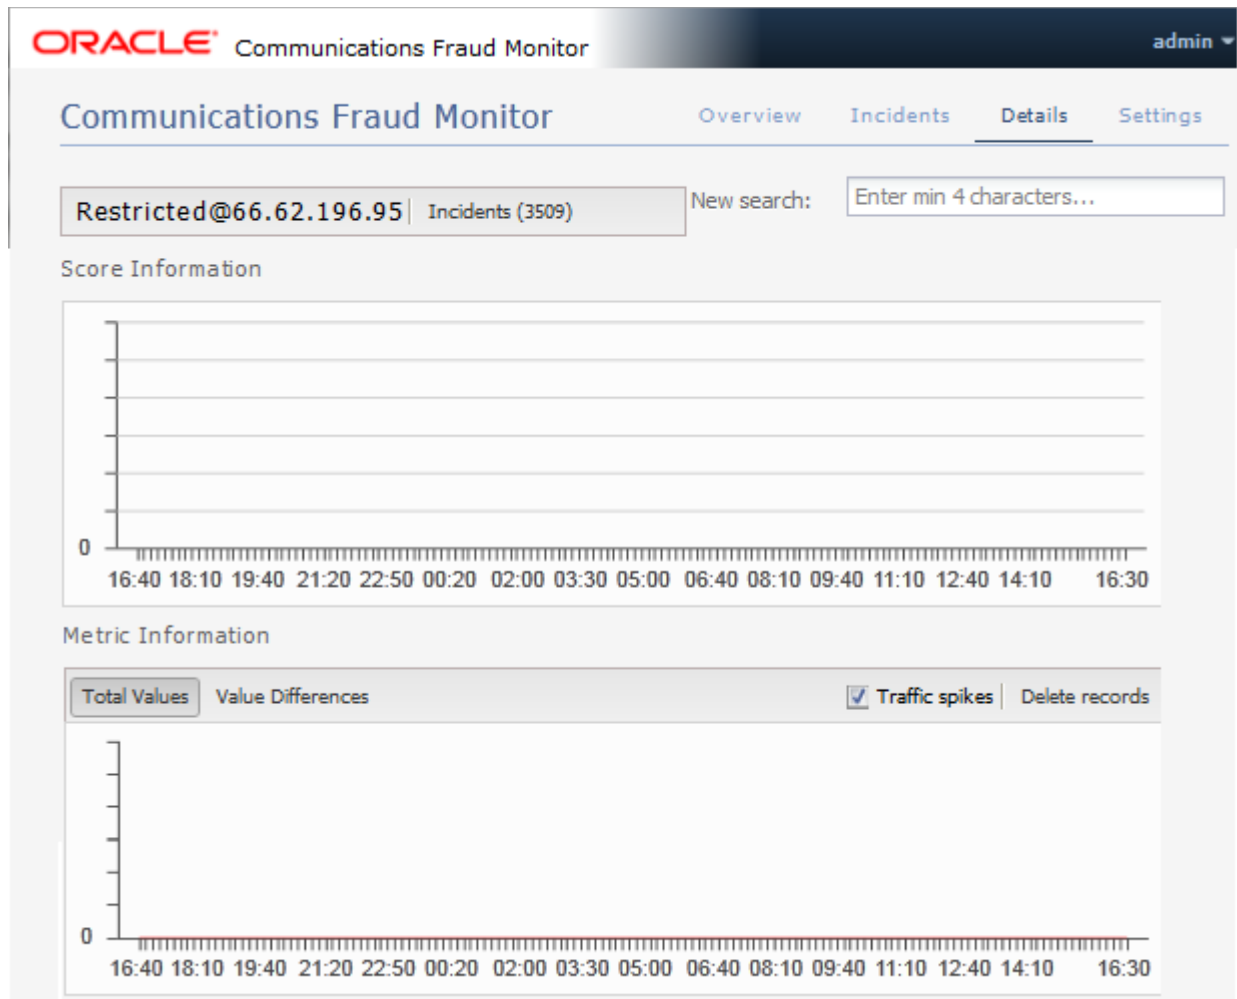 ORACLE Communications Fraud Monitor admin
Communications Fraud Monitor Overview Incidents Details Settings
Restricted@66.62.196.95 Incidents (3509) New search: Enter min 4 characters...
Score Information
0
16:40 18:10 19:40 21:20 22:50 00:20 02:00 03:30 05:00 06:40 08:10 09:40 11:10 12:40 14:10 16:30
Metric Information
Total Values Value Differences Traffic spikes Delete records
0
16:40 18:10 19:40 21:20 22:50 00:20 02:00 03:30 05:00 06:40 08:10 09:40 11:10 12:40 14:10 16:30